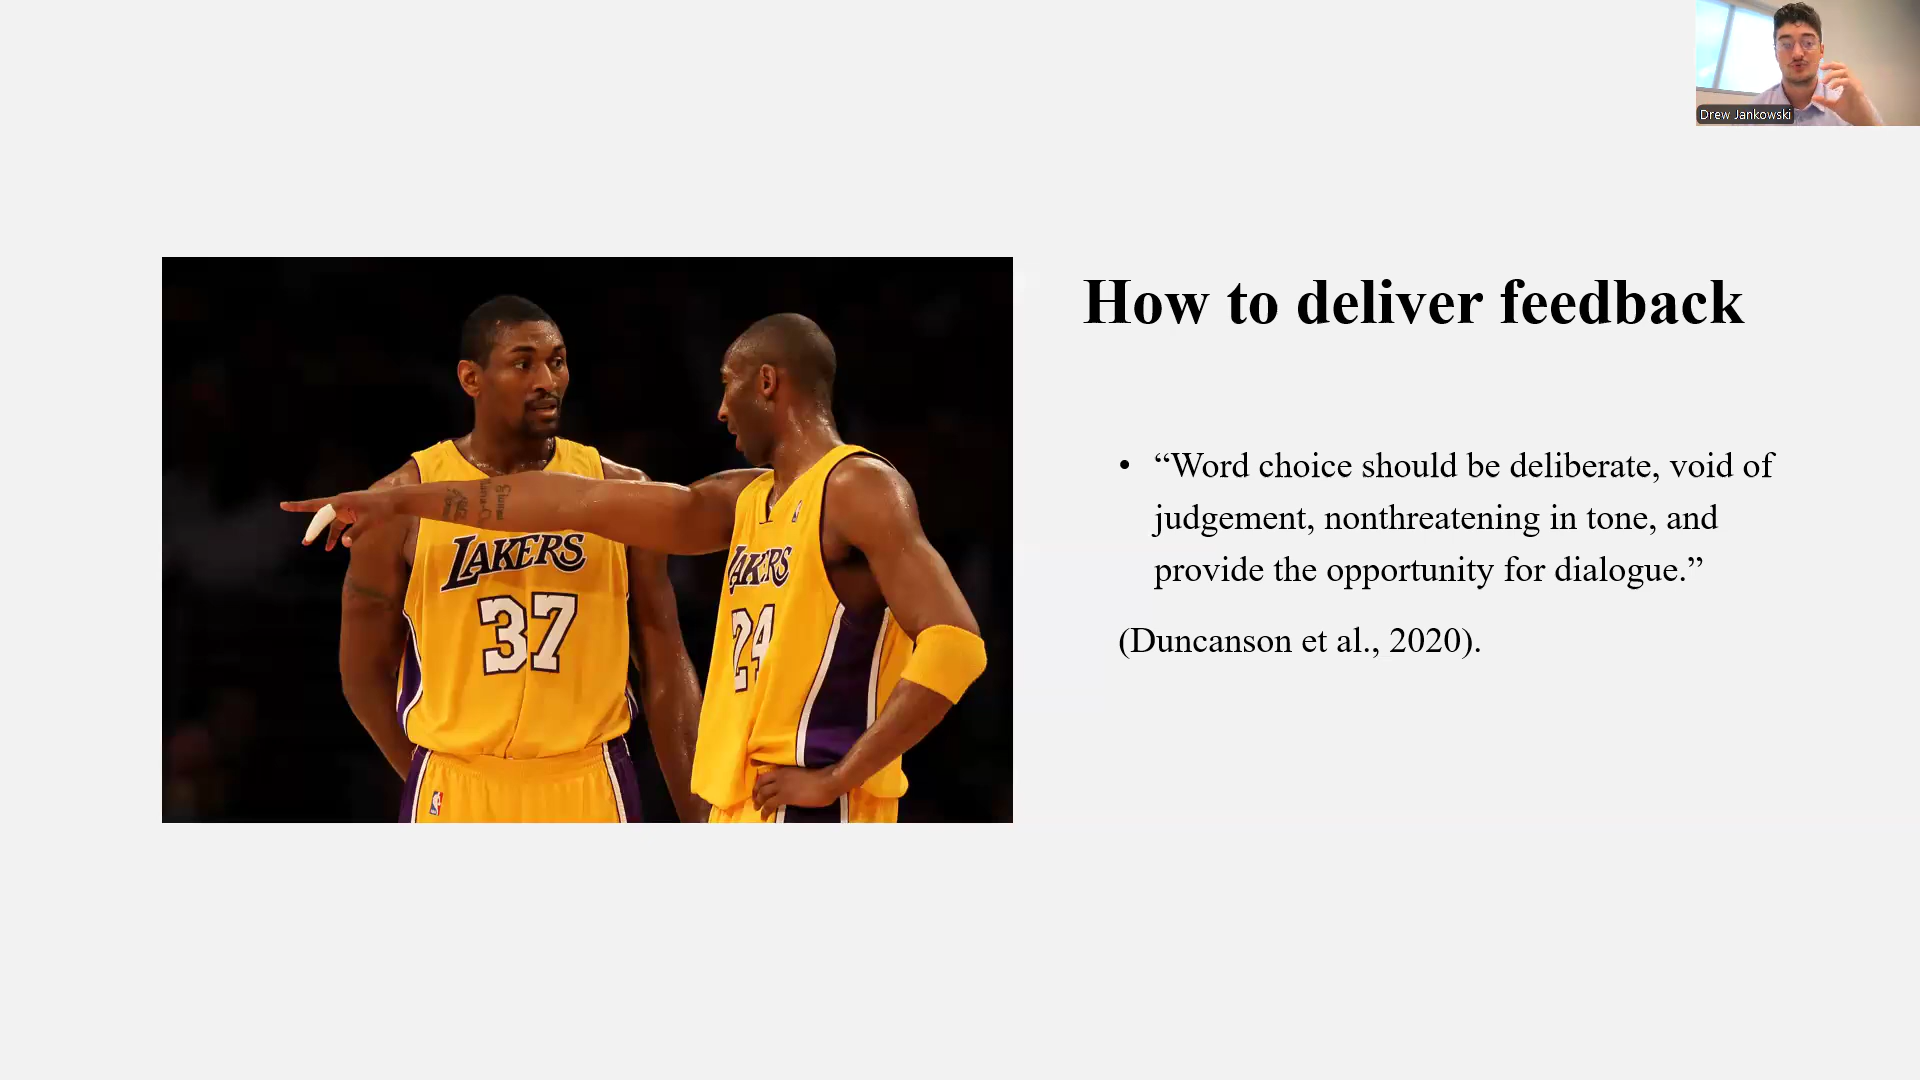 Drew Jankowski
How to deliver feedback
• “Word choice should be deliberate, void of
judgement, nonthreatening in tone, and
provide the opportunity for dialogue.”
(Duncanson et al., 2020).
LAKERS
37
LAKERS
24